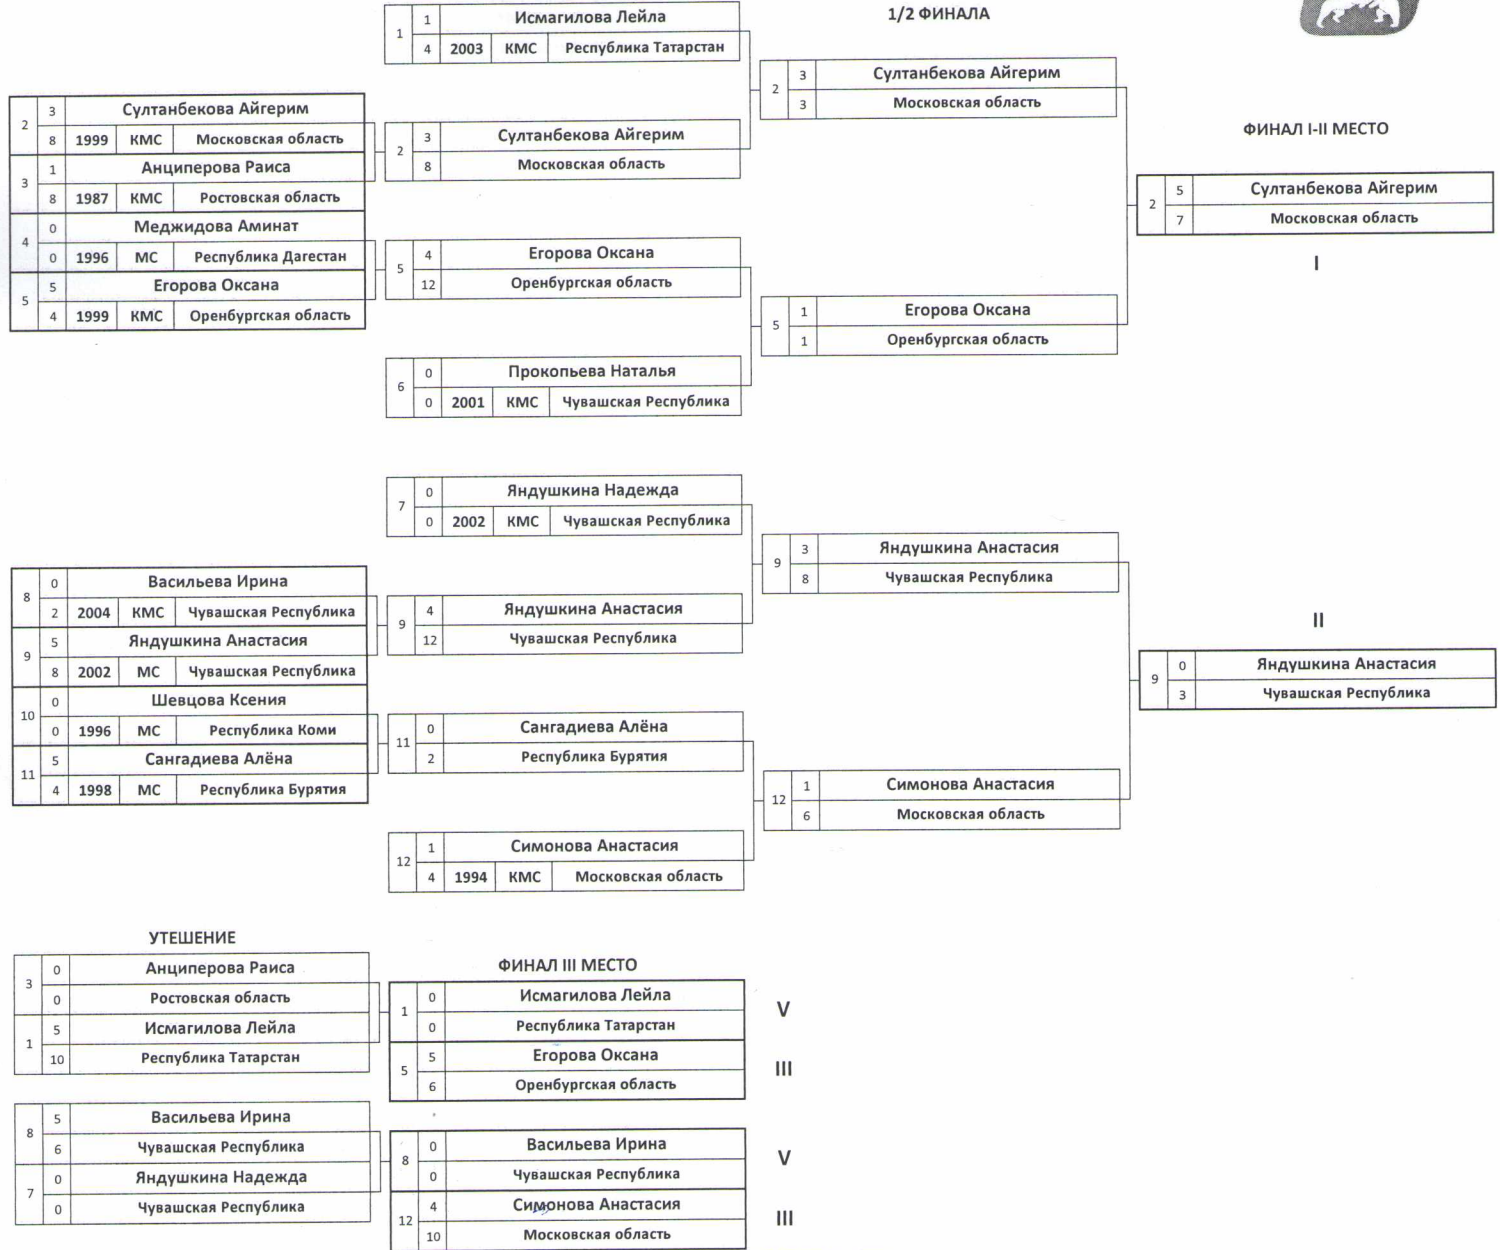 1/2 ФИНАЛА
1 1 Исмагилова Лейла
4 2003 КМС Республика Татарстан
2 3 Султанбекова Айгерим
3 Московская область
2 3 Султанбекова Айгерим
8 1999 КМС Московская область
3 1 Анциперова Раиса
8 1987 КМС Ростовская область
4 0 Меджидова Аминат
0 1996 МС Республика Дагестан
5 5 Егорова Оксана
4 1999 КМС Оренбургская область
2 3 Султанбекова Айгерим
8 Московская область
5 4 Егорова Оксана
12 Оренбургская область
ФИНАЛ I-II МЕСТО
2 5 Султанбекова Айгерим
7 Московская область
I
5 1 Егорова Оксана
1 Оренбургская область
6 0 Прокопьева Наталья
0 2001 КМС Чувашская Республика
7 0 Яндушкина Надежда
0 2002 КМС Чувашская Республика
9 3 Яндушкина Анастасия
8 Чувашская Республика
8 0 Васильева Ирина
2 2004 КМС Чувашская Республика
9 5 Яндушкина Анастасия
8 2002 МС Чувашская Республика
10 0 Шевцова Ксения
0 1996 МС Республика Коми
11 5 Сангадиева Алёна
4 1998 МС Республика Бурятия
9 4 Яндушкина Анастасия
12 Чувашская Республика
11 0 Сангадиева Алёна
2 Республика Бурятия
II
9 0 Яндушкина Анастасия
3 Чувашская Республика
12 1 Симонова Анастасия
6 Московская область
12 1 Симонова Анастасия
4 1994 КМС Московская область
УТЕШЕНИЕ
3 0 Анциперова Раиса
0 Ростовская область
1 5 Исмагилова Лейла
10 Республика Татарстан
8 5 Васильева Ирина
6 Чувашская Республика
7 0 Яндушкина Надежда
0 Чувашская Республика
ФИНАЛ III МЕСТО
1 0 Исмагилова Лейла
0 Республика Татарстан
V
5 5 Егорова Оксана
6 Оренбургская область
III
8 0 Васильева Ирина
0 Чувашская Республика
V
12 4 Симонова Анастасия
10 Московская область
III